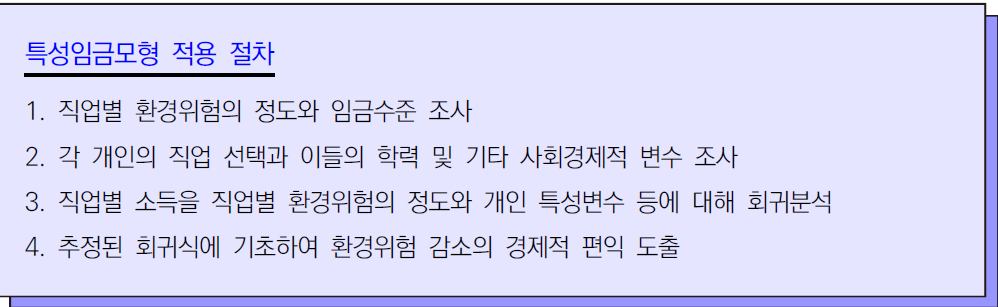 특성임금모형 적용 절차
1. 직업별 환경위험의 정도와 임금수준 조사
2. 각 개인의 직업 선택과 이들의 학력 및 기타 사회경제적 변수 조사
3. 직업별 소득을 직업별 환경위험의 정도와 개인 특성변수 등에 대해 회귀분석
4. 추정된 회귀식에 기초하여 환경위험 감소의 경제적 편익 도출